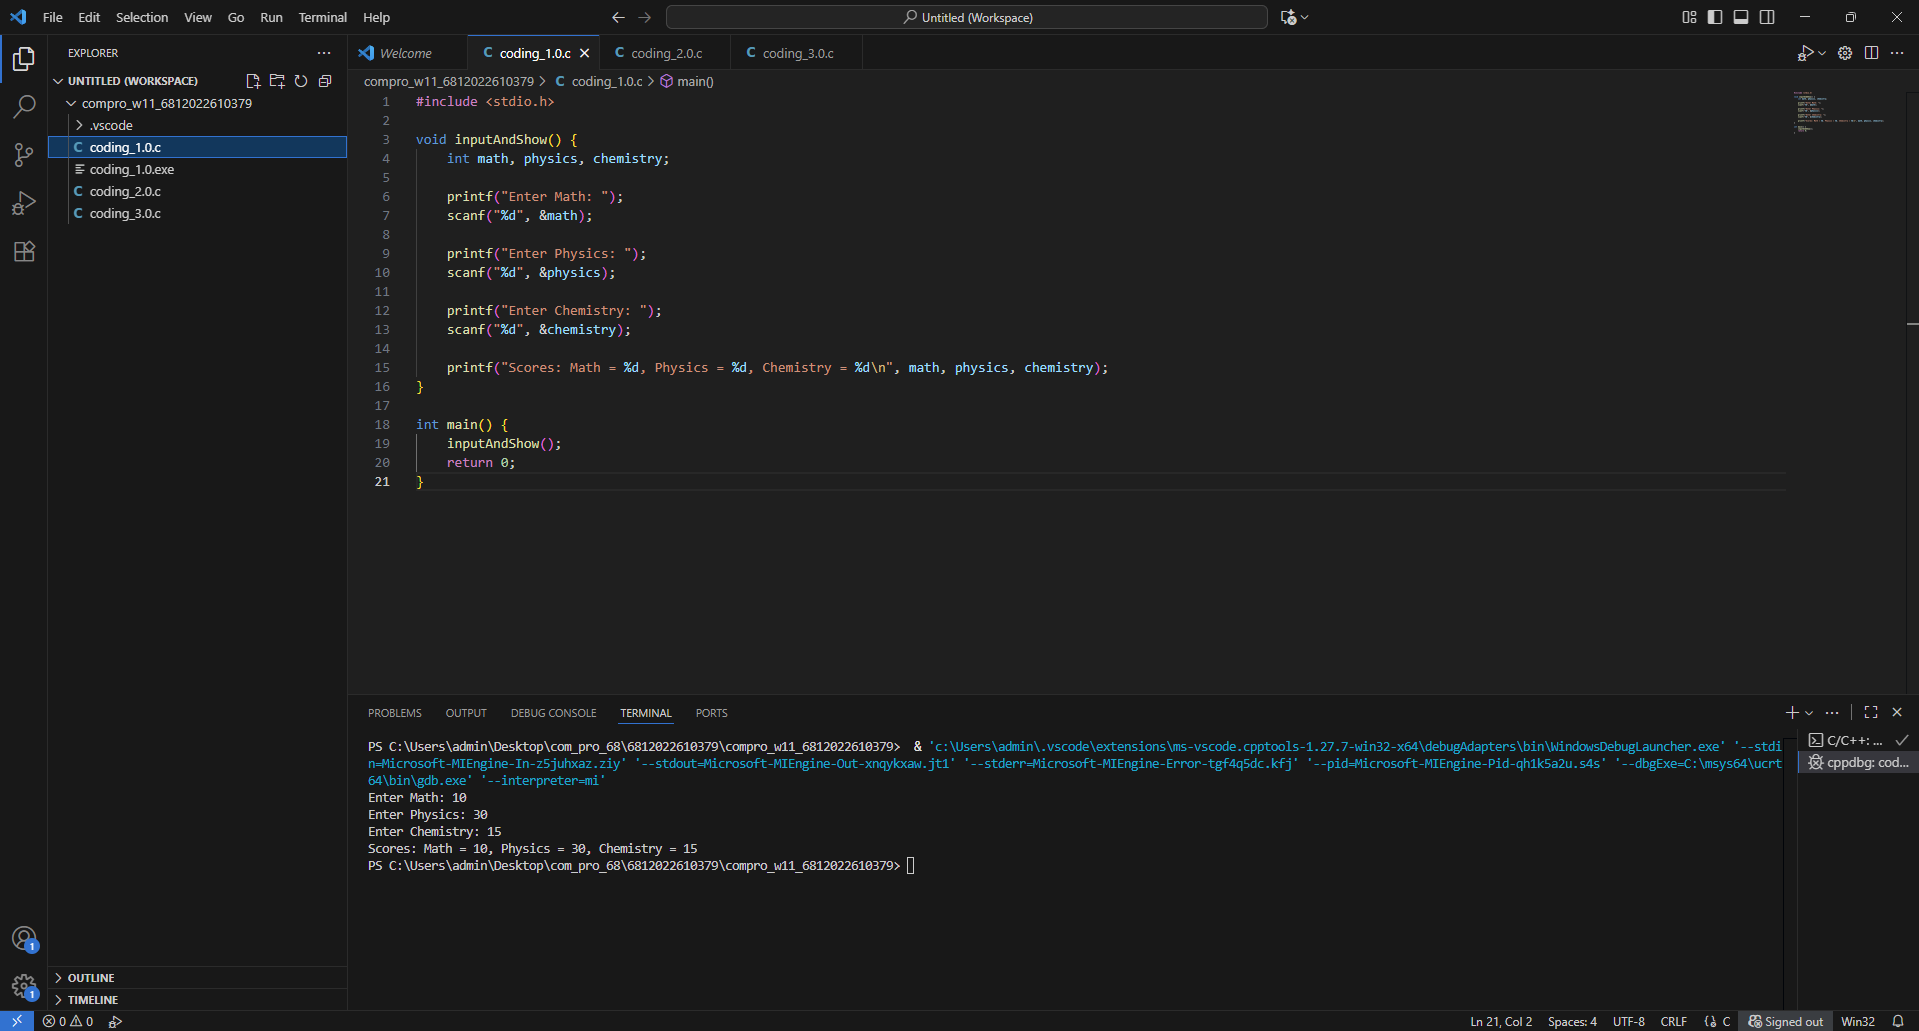 File Edit Selection View Go Run Terminal Help
Untitled (Workspace)
EXPLORER
UNTITLED (WORKSPACE)
compro_w11_6812022610379
.vscode
coding_1.0.c
coding_1.0.exe
coding_2.0.c
coding_3.0.c
OUTLINE
TIMELINE
Welcome coding_1.0.c coding_2.0.c coding_3.0.c
compro_w11_6812022610379 > C coding_1.0.c > main()
1 #include <stdio.h>
2
3 void inputAndShow() {
4     int math, physics, chemistry;
5
6     printf("Enter Math: ");
7     scanf("%d", &math);
8
9     printf("Enter Physics: ");
10     scanf("%d", &physics);
11
12     printf("Enter Chemistry: ");
13     scanf("%d", &chemistry);
14
15     printf("Scores: Math = %d, Physics = %d, Chemistry = %d\n", math, physics, chemistry);
16 }
17
18 int main() {
19     inputAndShow();
20     return 0;
21 }
PROBLEMS OUTPUT DEBUG CONSOLE TERMINAL PORTS
PS C:\Users\admin\Desktop\com_pro_68\6812022610379\compro_w11_6812022610379>  & 'c:\Users\admin\.vscode\extensions\ms-vscode.cpptools-1.27.7-win32-x64\debugAdapters\bin\WindowsDebugLauncher.exe' '--stdi
n=Microsoft-MIEngine-In-z5juhxaz.ziy' '--stdout=Microsoft-MIEngine-Out-xnqykxaw.jt1' '--stderr=Microsoft-MIEngine-Error-tgf4q5dc.kfj' '--pid=Microsoft-MIEngine-Pid-qh1k5a2u.s4s' '--dbgExe=C:\msys64\ucrt
64\bin\gdb.exe' '--interpreter=mi'
Enter Math: 10
Enter Physics: 30
Enter Chemistry: 15
Scores: Math = 10, Physics = 30, Chemistry = 15
PS C:\Users\admin\Desktop\com_pro_68\6812022610379\compro_w11_6812022610379>
C/C++: ...
cppdbg: cod...
1
1
0 0
Ln 21, Col 2 Spaces: 4 UTF-8 CRLF {} C Signed out Win32